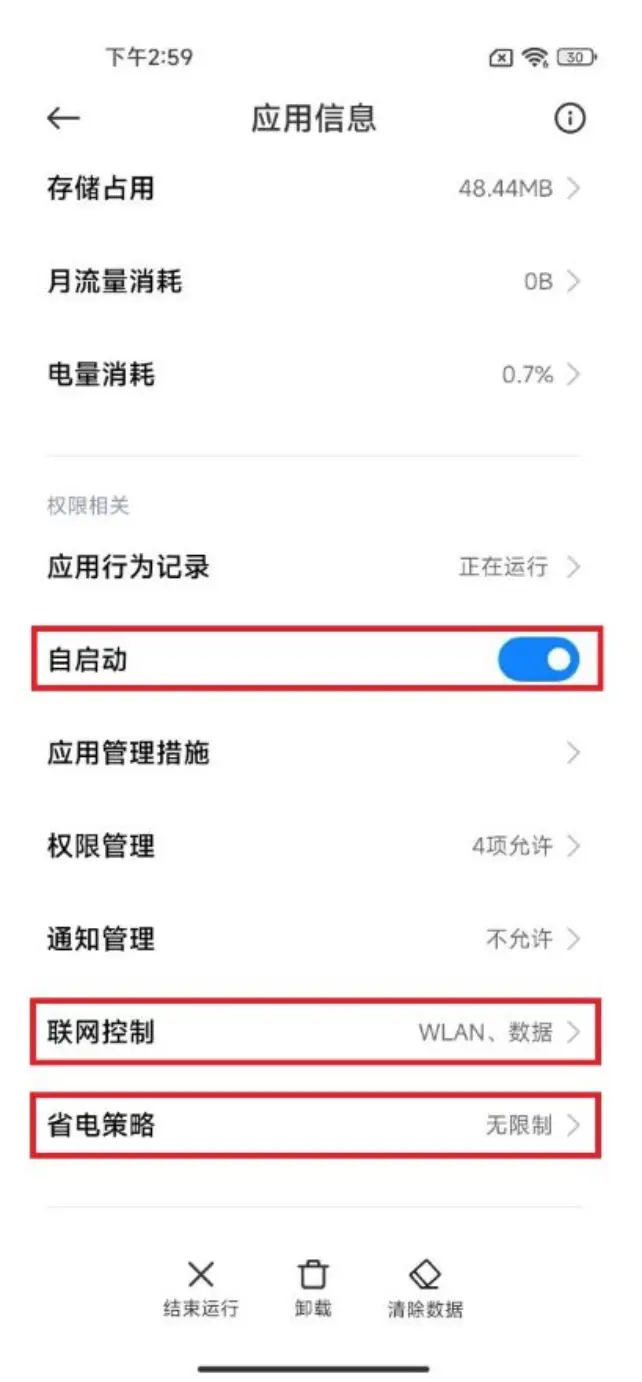 下午2:59 30
应用信息
存储占用 48.44MB
月流量消耗 0B
电量消耗 0.7%
权限相关
应用行为记录 正在运行
自启动
应用管理措施
权限管理 4项允许
通知管理 不允许
联网控制 WLAN、数据
省电策略 无限制
结束运行 卸载 清除数据